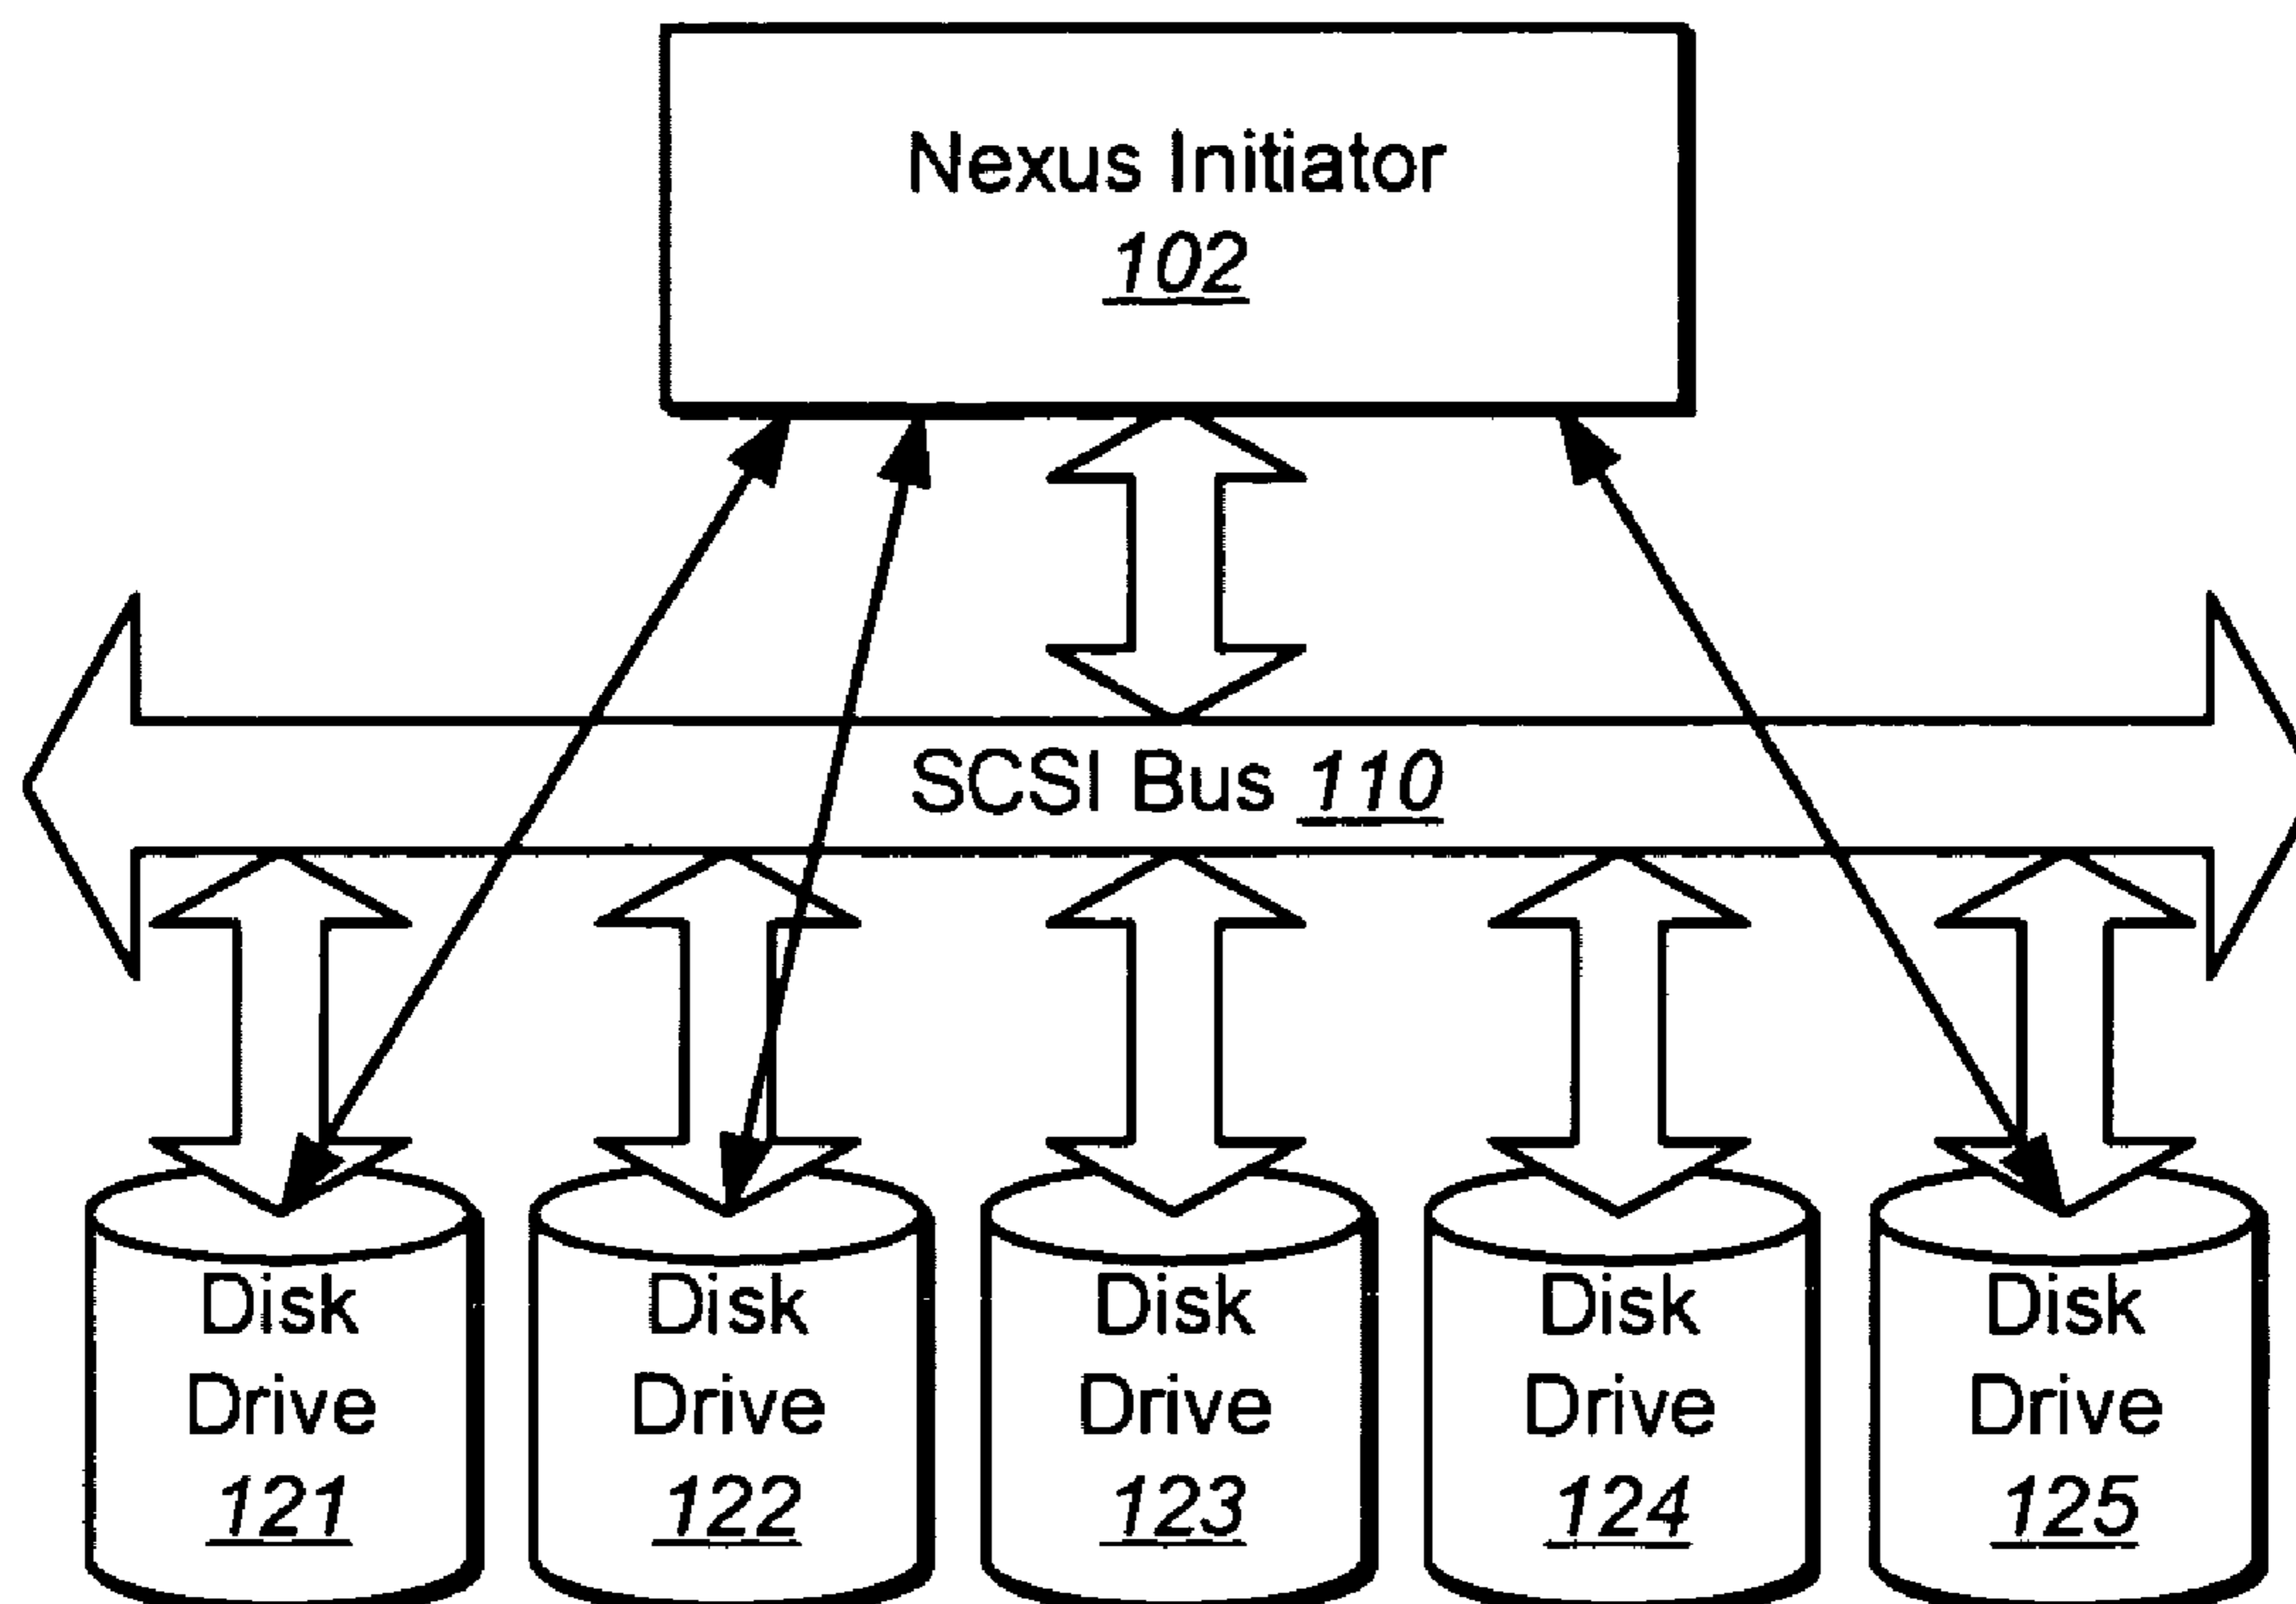 Nexus Initiator
102
SCSI Bus 110
Disk
Drive
121
Disk
Drive
122
Disk
Drive
123
Disk
Drive
124
Disk
Drive
125